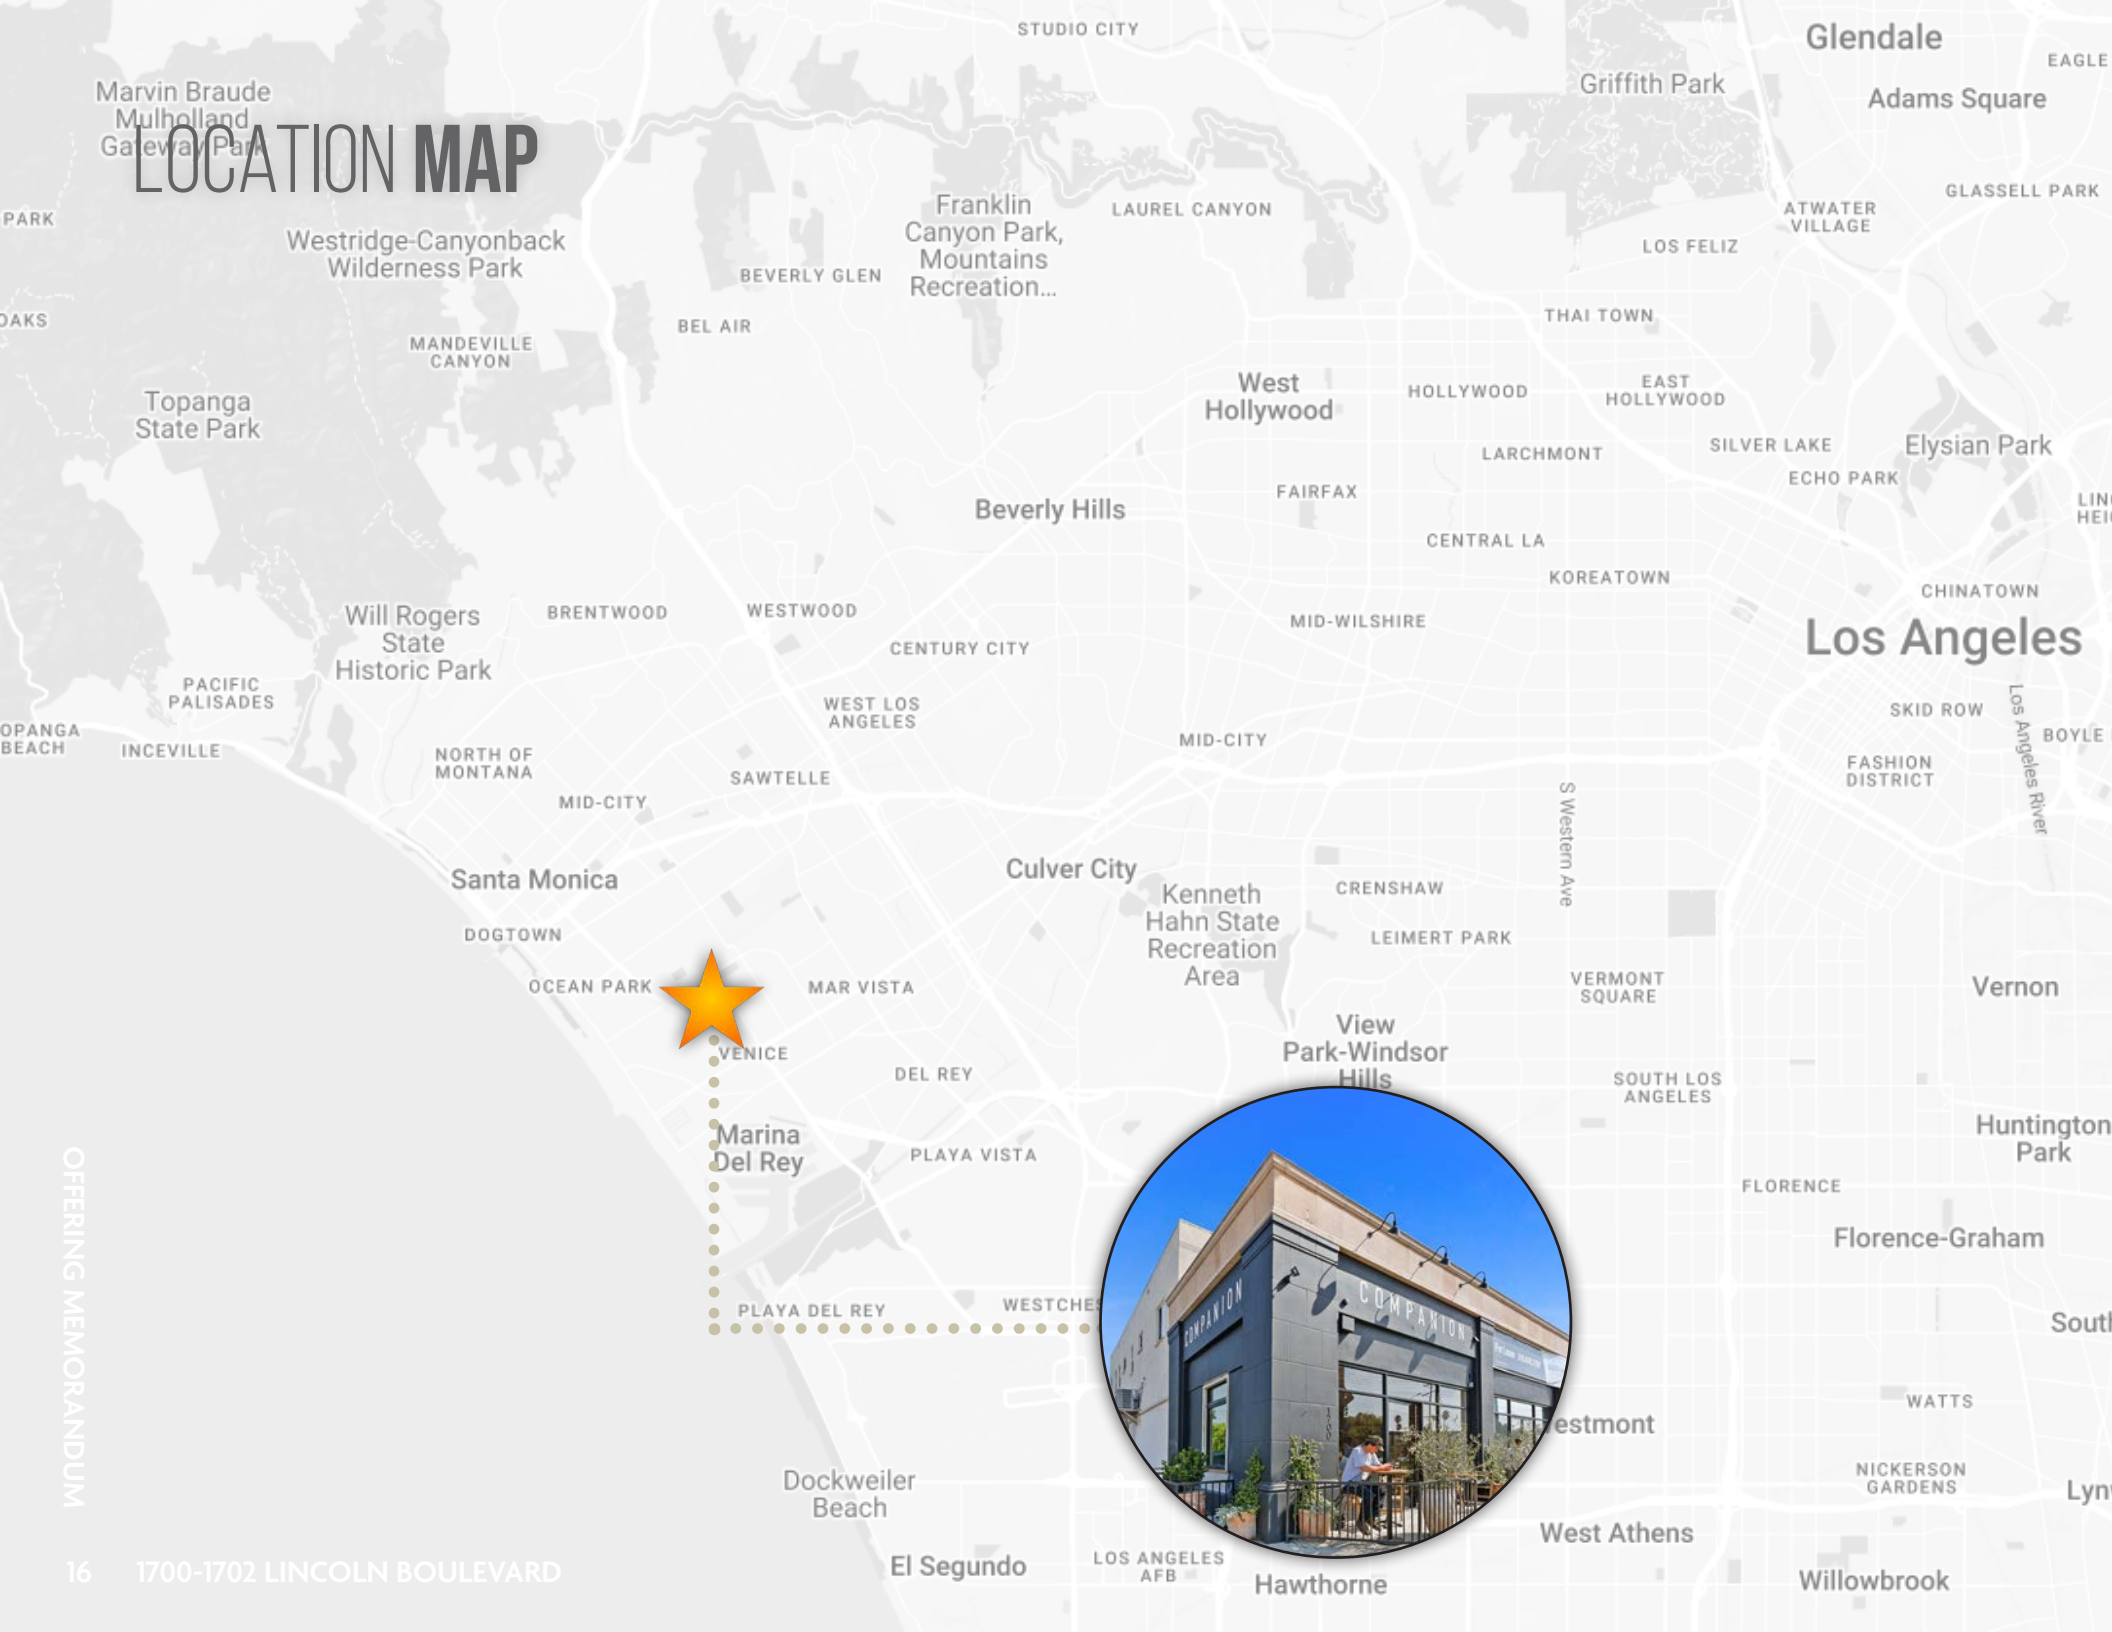 STUDIO CITY
Glendale
EAGLE
Griffith Park
Adams Square
Marvin Braude
Mulholland
Gateway Park
LOCATION MAP
PARK
Westridge-Canyonback
Wilderness Park
Franklin
Canyon Park,
Mountains
Recreation...
LAUREL CANYON
GLASSELL PARK
ATWATER
VILLAGE
LOS FELIZ
BEVERLY GLEN
BEL AIR
OAKS
MANDEVILLE
CANYON
THAI TOWN
Topanga
State Park
West
Hollywood
HOLLYWOOD
EAST
HOLLYWOOD
LARCHMONT
SILVER LAKE
Elysian Park
ECHO PARK
FAIRFAX
LIN
HEI
Beverly Hills
CENTRAL LA
KOREATOWN
CHINATOWN
Will Rogers
State
Historic Park
BRENTWOOD
WESTWOOD
MID-WILSHIRE
Los Angeles
CENTURY CITY
PACIFIC
PALISADES
WEST LOS
ANGELES
SKID ROW
Los Angeles River
OPANGA
BEACH
INCEVILLE
NORTH OF
MONTANA
MID-CITY
BOYLE
SAWTELLE
FASHION
DISTRICT
MID-CITY
S Western Ave
Santa Monica
Culver City
Kenneth
Hahn State
Recreation
Area
CRENSHAW
DOGTOWN
LEIMERT PARK
OCEAN PARK
MAR VISTA
VERMONT
SQUARE
Vernon
View
Park-Windsor
Hills
VENICE
DEL REY
SOUTH LOS
ANGELES
Marina
Del Rey
PLAYA VISTA
Huntington
Park
FLORENCE
Florence-Graham
PLAYA DEL REY
WESTCHES
COMPANION
COMPANION
South
WATTS
estmont
Dockweiler
Beach
NICKERSON
GARDENS
Lyn
West Athens
El Segundo
LOS ANGELES
AFB
Hawthorne
Willowbrook
OFFERING MEMORANDUM
16 1700-1702 LINCOLN BOULEVARD